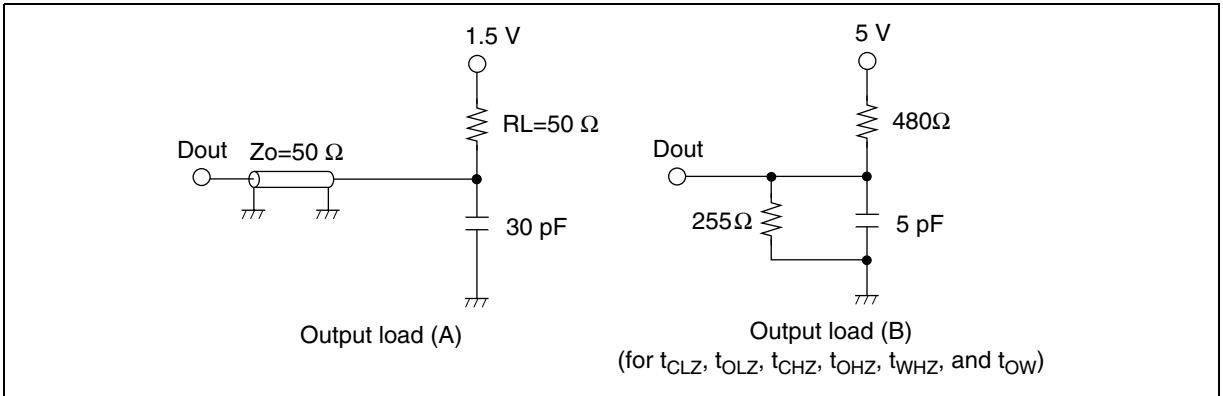 1.5 V
RL=50 Ω
Dout
Zo=50 Ω
30 pF
Output load (A)
5 V
480Ω
Dout
255Ω
5 pF
Output load (B)
(for tCLZ, tOLZ, tCHZ, tOHZ, tWHZ, and tOW)